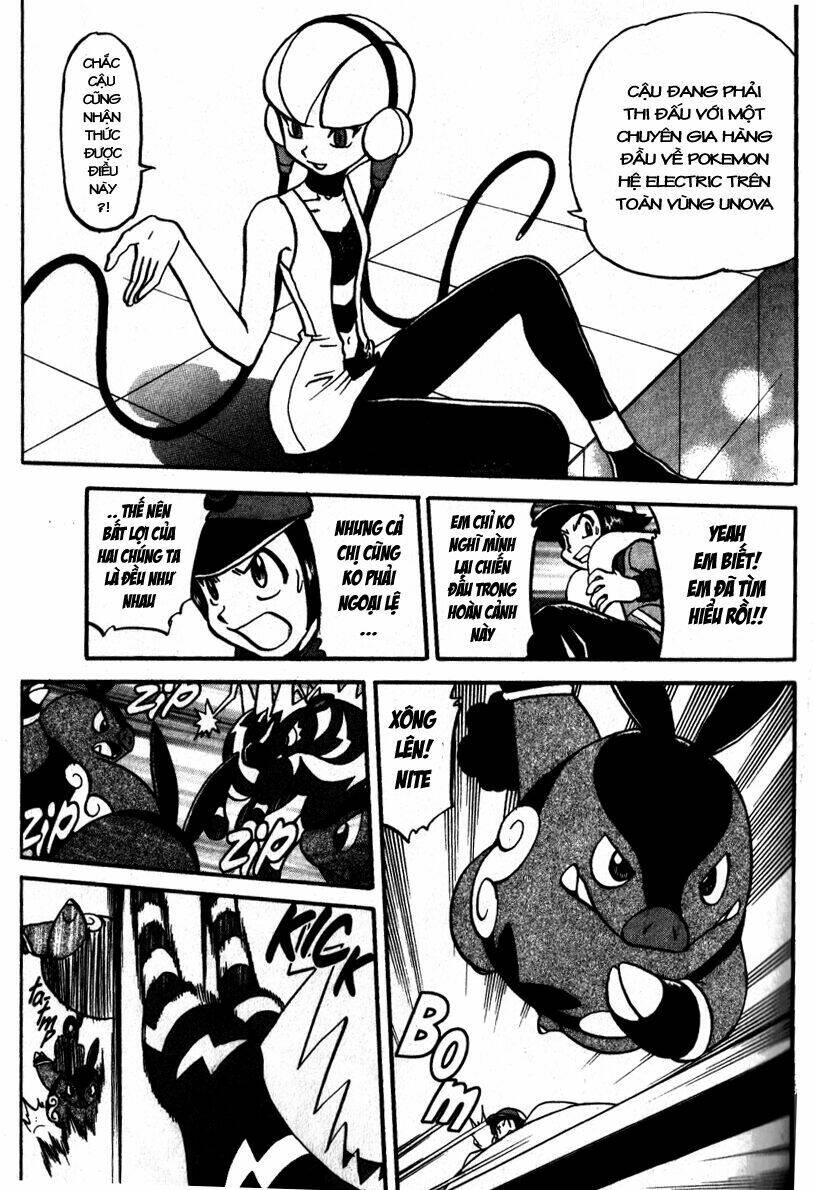 CẬU ĐANG PHẢI
THI ĐẤU VỚI MỘT
CHUYÊN GIA HÀNG
ĐẦU VỀ POKEMON
HỆ ELECTRIC TRÊN
TOÀN VÙNG UNOVA
CHẮC
CẬU
CŨNG
NHẬN
THỨC
ĐƯỢC
ĐIỀU
NÀY
?!
YEAH
EM BIẾT!
EM ĐÃ TÌM
HIỂU RỒI!!
EM CHỈ KO
NGHĨ MÌNH
LẠI CHIẾN
ĐẤU TRONG
HOÀN CẢNH
NÀY
NHƯNG CẢ
CHỊ CŨNG
KO PHẢI
NGOẠI LỆ
...
.. THẾ NÊN
BẤT LỢI CỦA
HAI CHÚNG TA
LÀ ĐỀU NHƯ
NHAU
XÔNG
LÊN!
NITE
BOM
ZIP
ZIP
ZIP
KICK